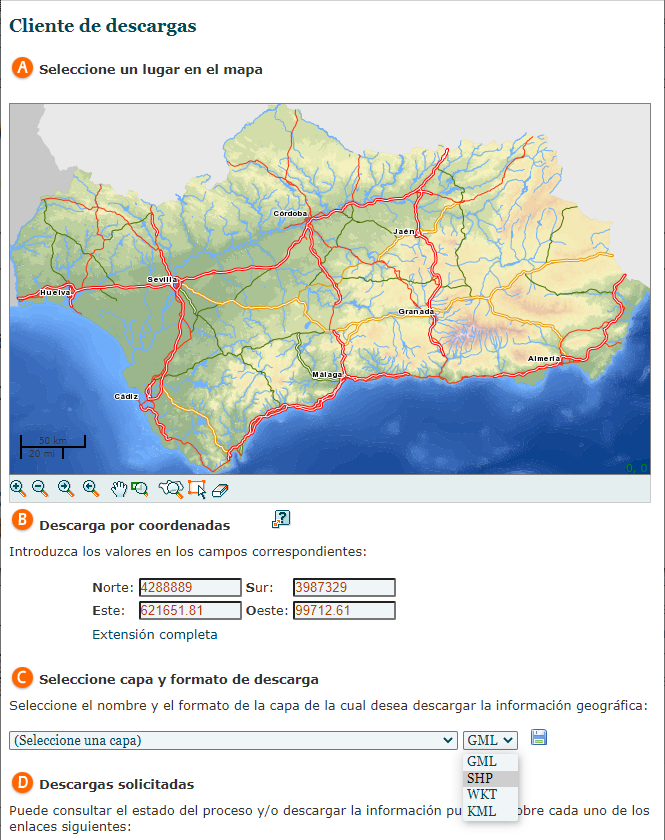 Cliente de descargas
A Seleccione un lugar en el mapa
Córdoba
Jaén
Sevilla
Huelva
Granada
Almería
Málaga
Cádiz
50 km
20 mi
0, 0
B Descarga por coordenadas
?
Introduzca los valores en los campos correspondientes:
Norte: 4288889 Sur: 3987329
Este: 621651.81 Oeste: 99712.61
Extensión completa
C Seleccione capa y formato de descarga
Seleccione el nombre y el formato de la capa de la cual desea descargar la información geográfica:
(Seleccione una capa) GML
GML
SHP
WKT
KML
D Descargas solicitadas
Puede consultar el estado del proceso y/o descargar la información pu obre cada uno de los
enlaces siguientes: